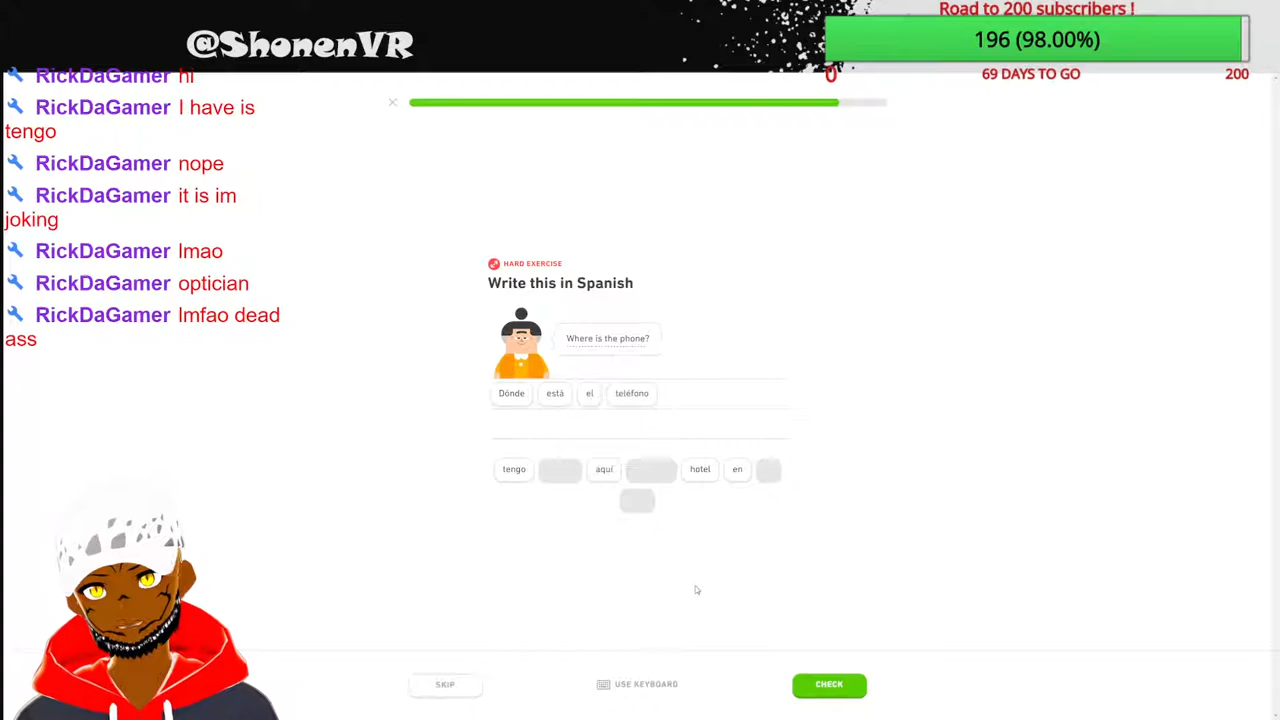 @ShonenVR
Road to 200 subscribers !
196 (98.00%)
0
69 DAYS TO GO
200
RickDaGamer hi
RickDaGamer I have is
tengo
RickDaGamer nope
RickDaGamer it is im
joking
RickDaGamer lmao
RickDaGamer optician
RickDaGamer lmfao dead
ass
HARD EXERCISE
Write this in Spanish
Where is the phone?
Dónde está el teléfono
tengo aquí hotel en
SKIP
USE KEYBOARD
CHECK